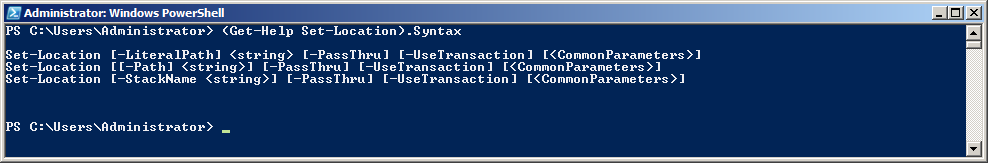 Administrator: Windows PowerShell
PS C:\Users\Administrator> (Get-Help Set-Location).Syntax
Set-Location [-LiteralPath] <string> [-PassThru] [-UseTransaction] [<CommonParameters>]
Set-Location [[-Path] <string>] [-PassThru] [-UseTransaction] [<CommonParameters>]
Set-Location [-StackName <string>] [-PassThru] [-UseTransaction] [<CommonParameters>]
PS C:\Users\Administrator>